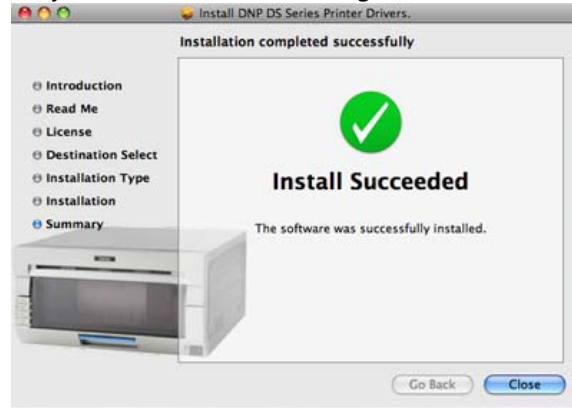 Install DNP DS Series Printer Drivers.
Installation completed successfully
Introduction
Read Me
License
Destination Select
Installation Type
Installation
Summary
Install Succeeded
The software was successfully installed.
Go Back
Close